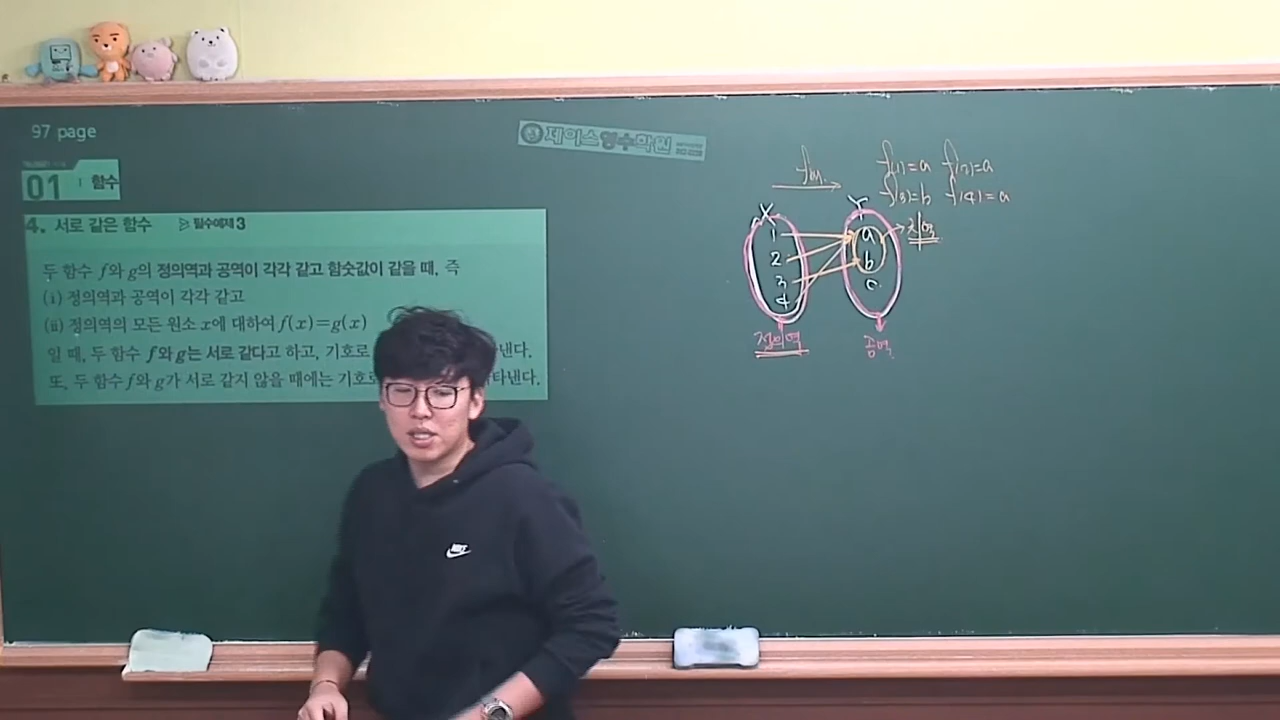 97 page
제이스영수학원
01 함수
4. 서로 같은 함수 ▷ 필수예제 3
두 함수 f와 g의 정의역과 공역이 각각 같고 함숫값이 같을 때, 즉
(i) 정의역과 공역이 각각 같고
(ii) 정의역의 모든 원소 x에 대하여 f(x)=g(x)
일 때, 두 함수 f와 g는 서로 같다고 하고, 기호로
낸다.
또, 두 함수 f와 g가 서로 같지 않을 때에는 기호로
타낸다.
f(1)=a f(2)=a
f(3)=b f(4)=a
X Y
1 a 치역
2 b
3 c
4
정의역 공역